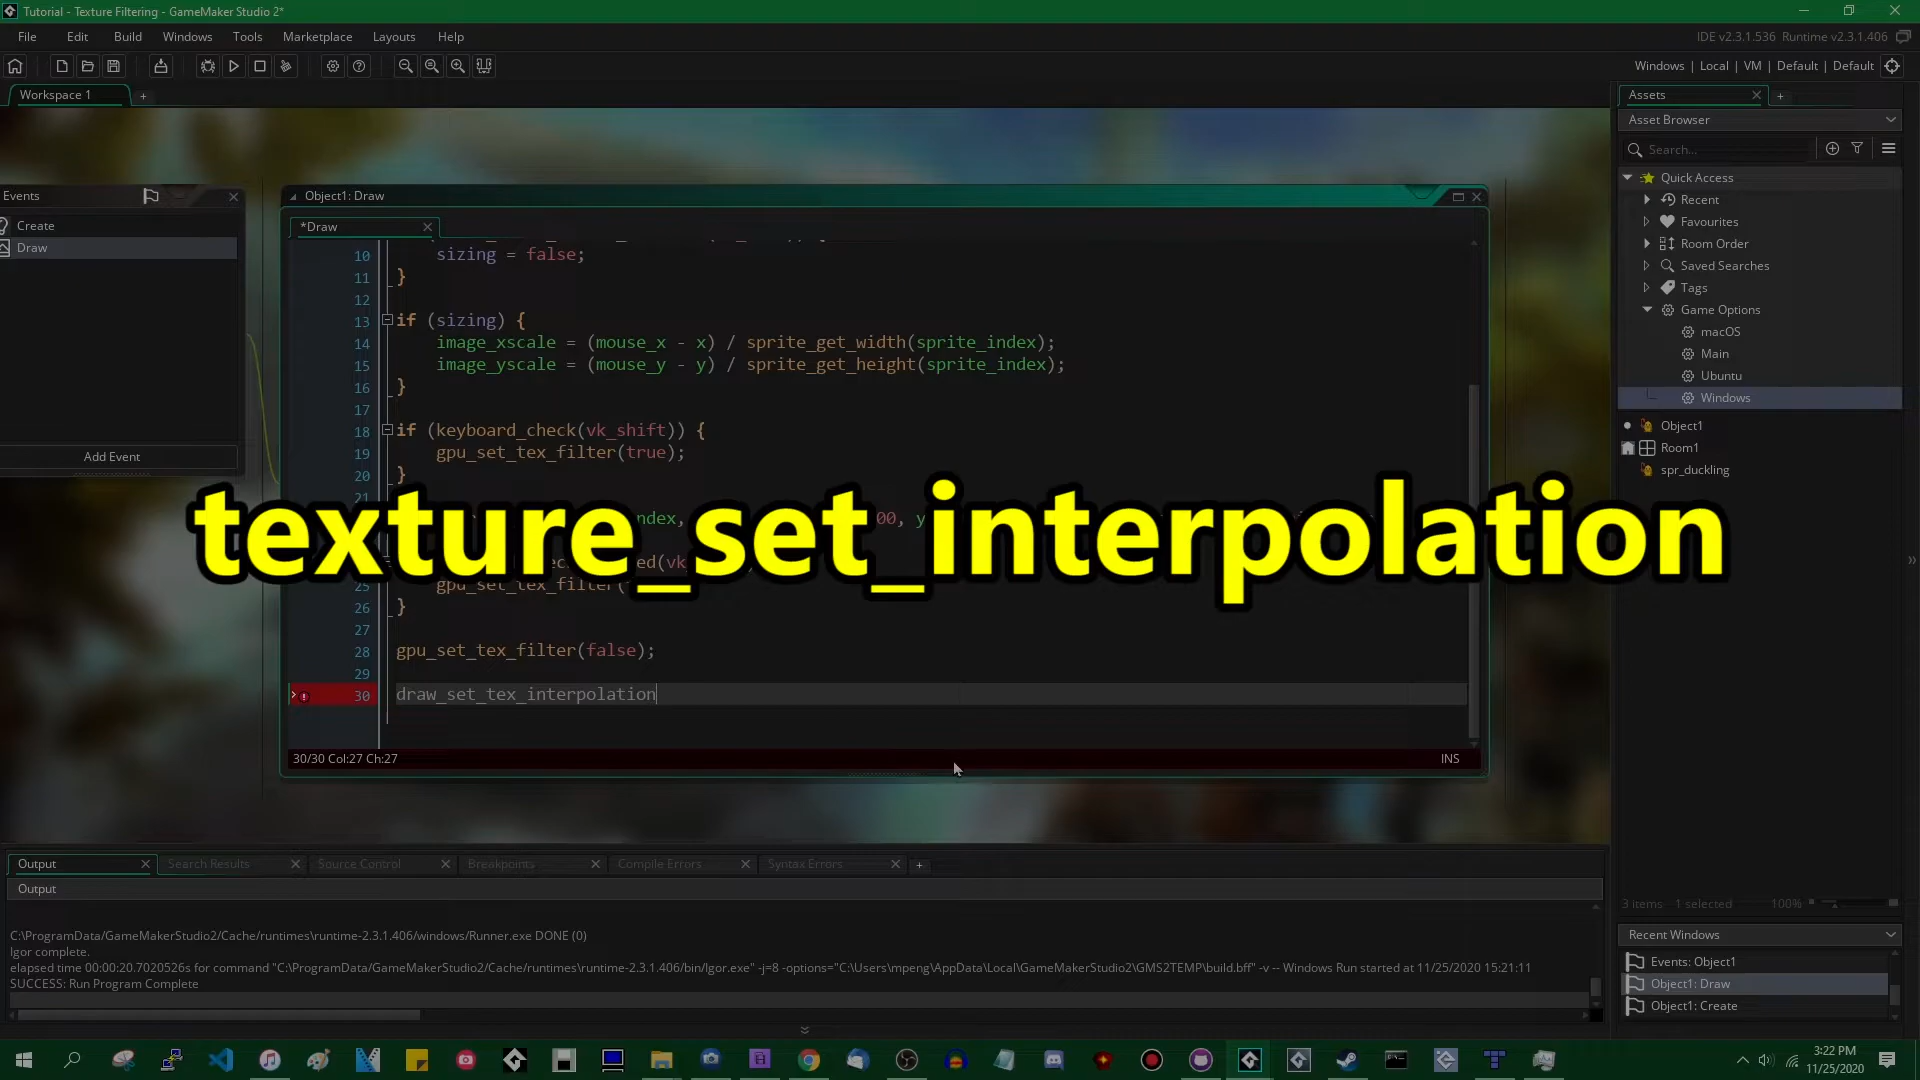 Tutorial - Texture Filtering - GameMaker Studio 2*
File Edit Build Windows Tools Marketplace Layouts Help
IDE v2.3.1.536 Runtime v2.3.1.406
Windows | Local | VM | Default | Default
Workspace 1
Assets
Asset Browser
Search...
Quick Access
Recent
Favourites
Room Order
Saved Searches
Tags
Game Options
macOS
Main
Ubuntu
Windows
Object1
Room1
spr_duckling
3 items 1 selected 100%
Recent Windows
Events: Object1
Object1: Draw
Object1: Create
Events
Create
Draw
Add Event
Object1: Draw
*Draw
10 sizing = false;
11 }
12
13 if (sizing) {
14 image_xscale = (mouse_x - x) / sprite_get_width(sprite_index);
15 image_yscale = (mouse_y - y) / sprite_get_height(sprite_index);
16 }
17
18 if (keyboard_check(vk_shift)) {
19 gpu_set_tex_filter(true);
20 }
21
texture_set_interpolation
25 gpu_set_tex_filter(
26 }
27
28 gpu_set_tex_filter(false);
29
30 draw_set_tex_interpolation
30/30 Col:27 Ch:27 INS
Output Search Results Source Control Breakpoints Compile Errors Syntax Errors
Output
C:\ProgramData/GameMakerStudio2/Cache/runtimes\runtime-2.3.1.406/windows/Runner.exe DONE (0)
Igor complete.
elapsed time 00:00:20.7020526s for command "C:\ProgramData/GameMakerStudio2/Cache/runtimes\runtime-2.3.1.406/bin/Igor.exe" -j=8 -options="C:\Users\mpeng\AppData\Local\GameMakerStudio2\GMS2TEMP\build.bff" -v -- Windows Run started at 11/25/2020 15:21:11
SUCCESS: Run Program Complete
3:22 PM
11/25/2020